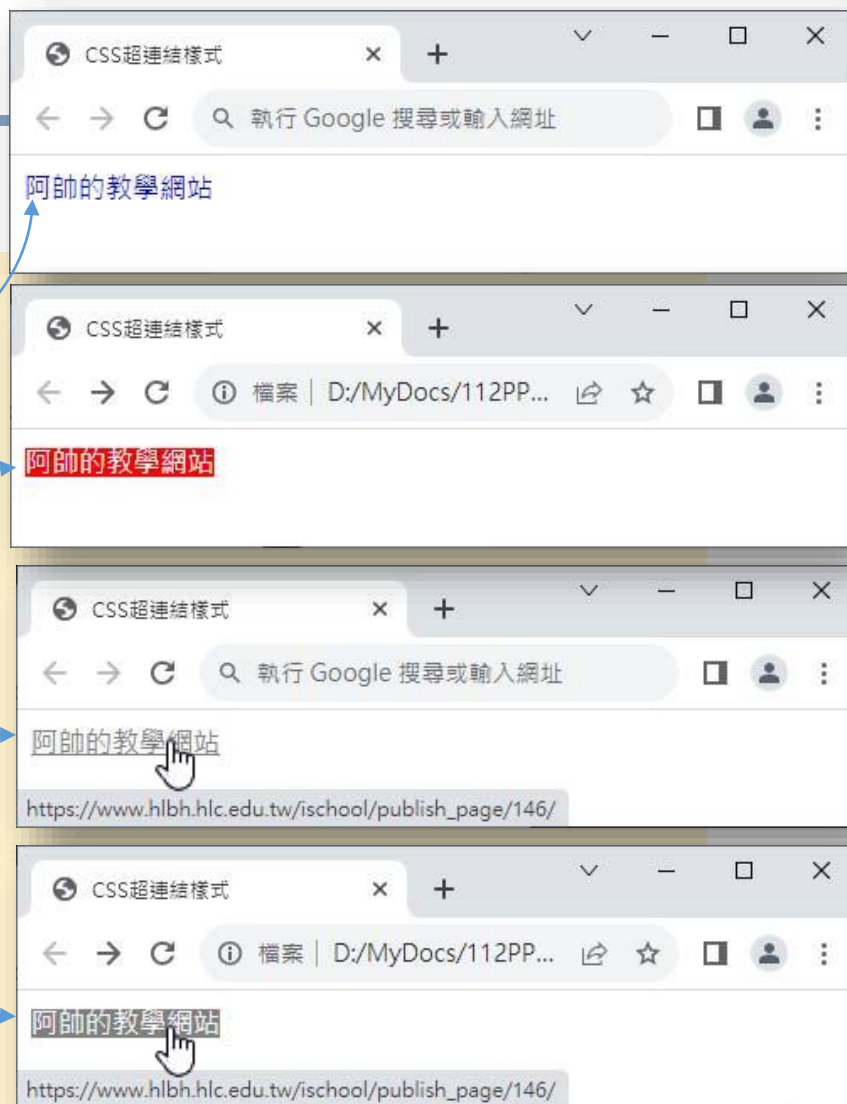 CSS超連結樣式
執行 Google 搜尋或輸入網址
阿帥的教學網站
CSS超連結樣式
檔案 | D:/MyDocs/112PP...
阿帥的教學網站
CSS超連結樣式
執行 Google 搜尋或輸入網址
阿帥的教學網站
https://www.hlbh.hlc.edu.tw/ischool/publish_page/146/
CSS超連結樣式
檔案 | D:/MyDocs/112PP...
阿帥的教學網站
https://www.hlbh.hlc.edu.tw/ischool/publish_page/146/